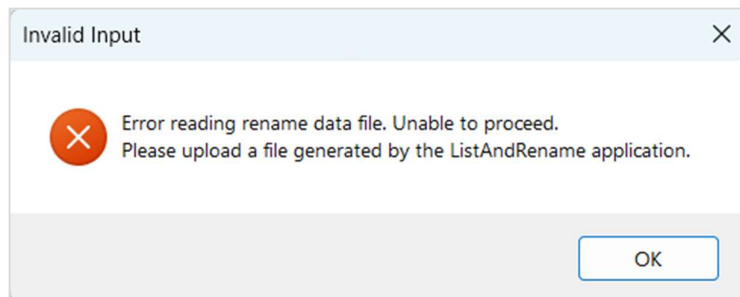 Invalid Input
Error reading rename data file. Unable to proceed.
Please upload a file generated by the ListAndRename application.
OK